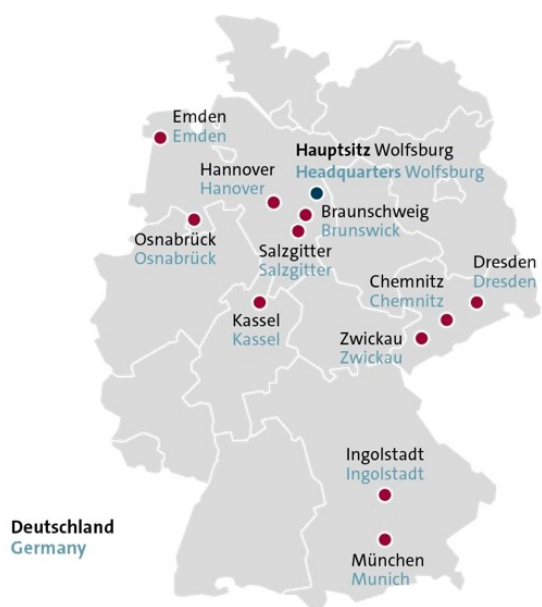 Emden
Emden
Hauptsitz Wolfsburg
Headquarters Wolfsburg
Hannover
Hanover
Braunschweig
Brunswick
Osnabrück
Osnabrück
Salzgitter
Salzgitter
Dresden
Dresden
Chemnitz
Chemnitz
Kassel
Kassel
Zwickau
Zwickau
Ingolstadt
Ingolstadt
Deutschland
Germany
München
Munich